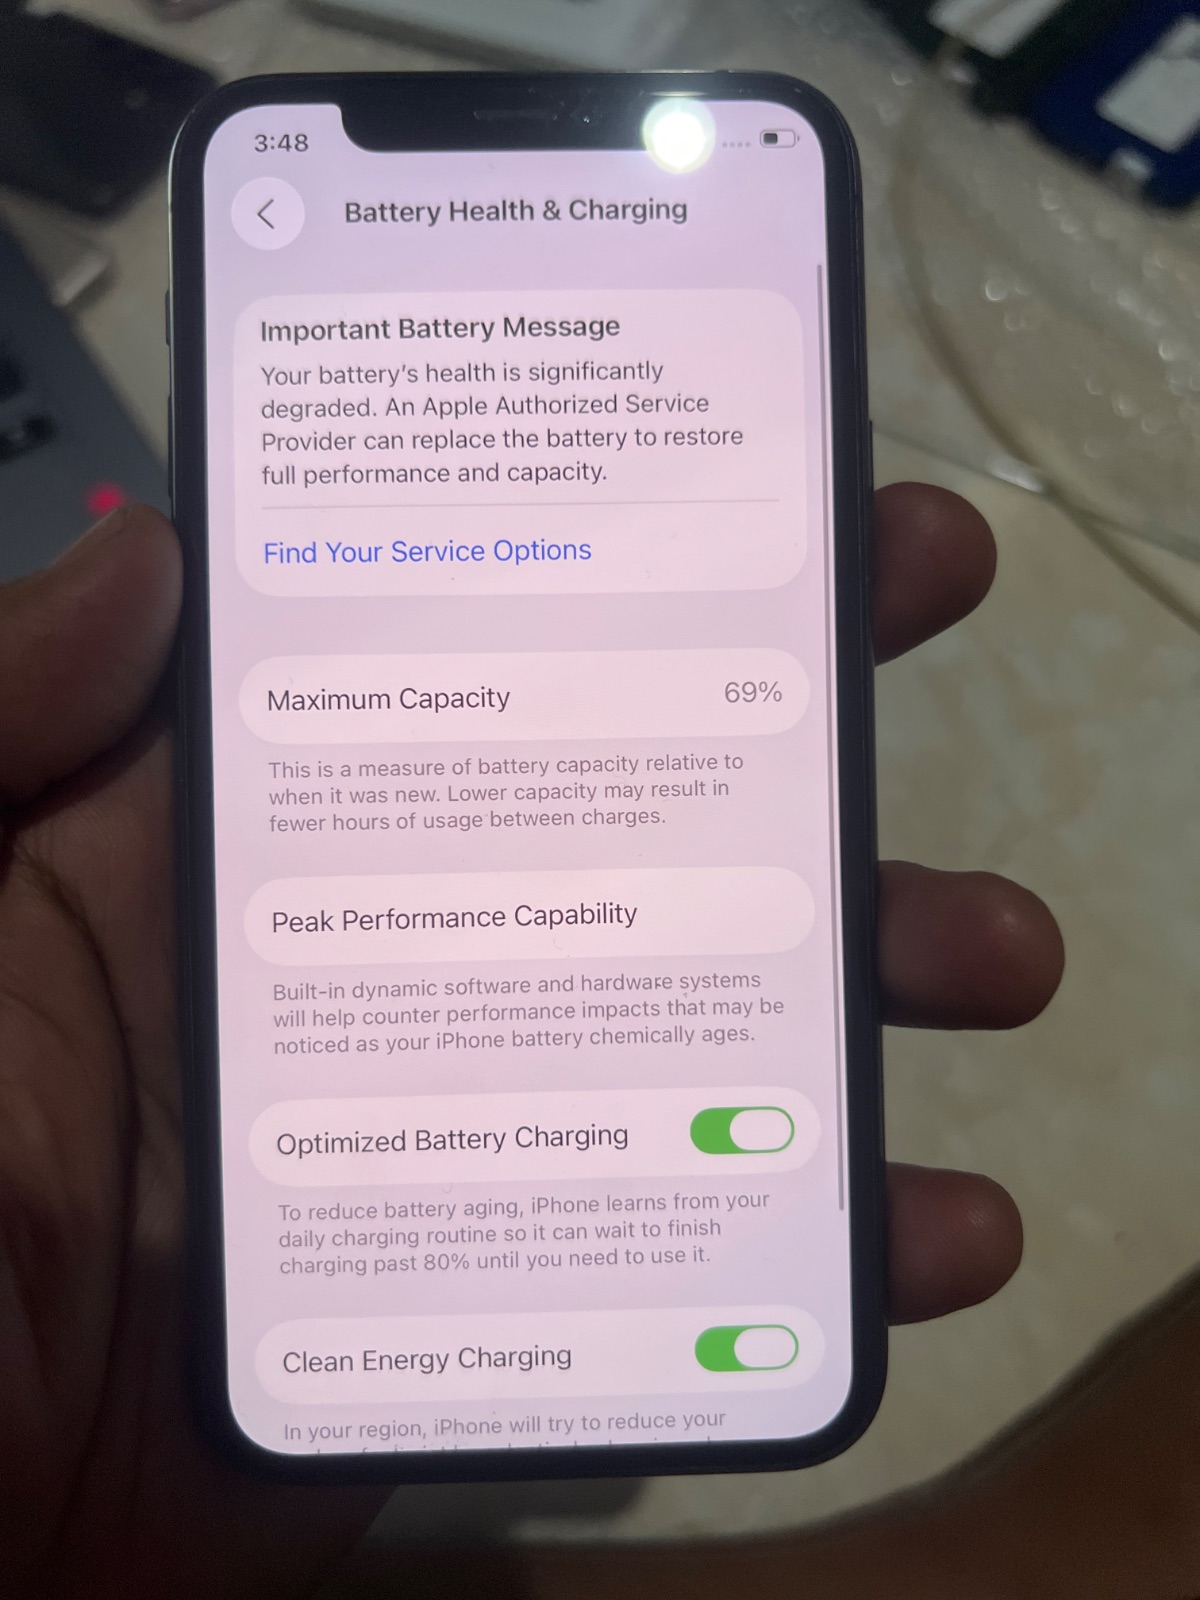 3:48
Battery Health & Charging
Important Battery Message
Your battery's health is significantly
degraded. An Apple Authorized Service
Provider can replace the battery to restore
full performance and capacity.
Find Your Service Options
Maximum Capacity 69%
This is a measure of battery capacity relative to
when it was new. Lower capacity may result in
fewer hours of usage between charges.
Peak Performance Capability
Built-in dynamic software and hardware systems
will help counter performance impacts that may be
noticed as your iPhone battery chemically ages.
Optimized Battery Charging
To reduce battery aging, iPhone learns from your
daily charging routine so it can wait to finish
charging past 80% until you need to use it.
Clean Energy Charging
In your region, iPhone will try to reduce your